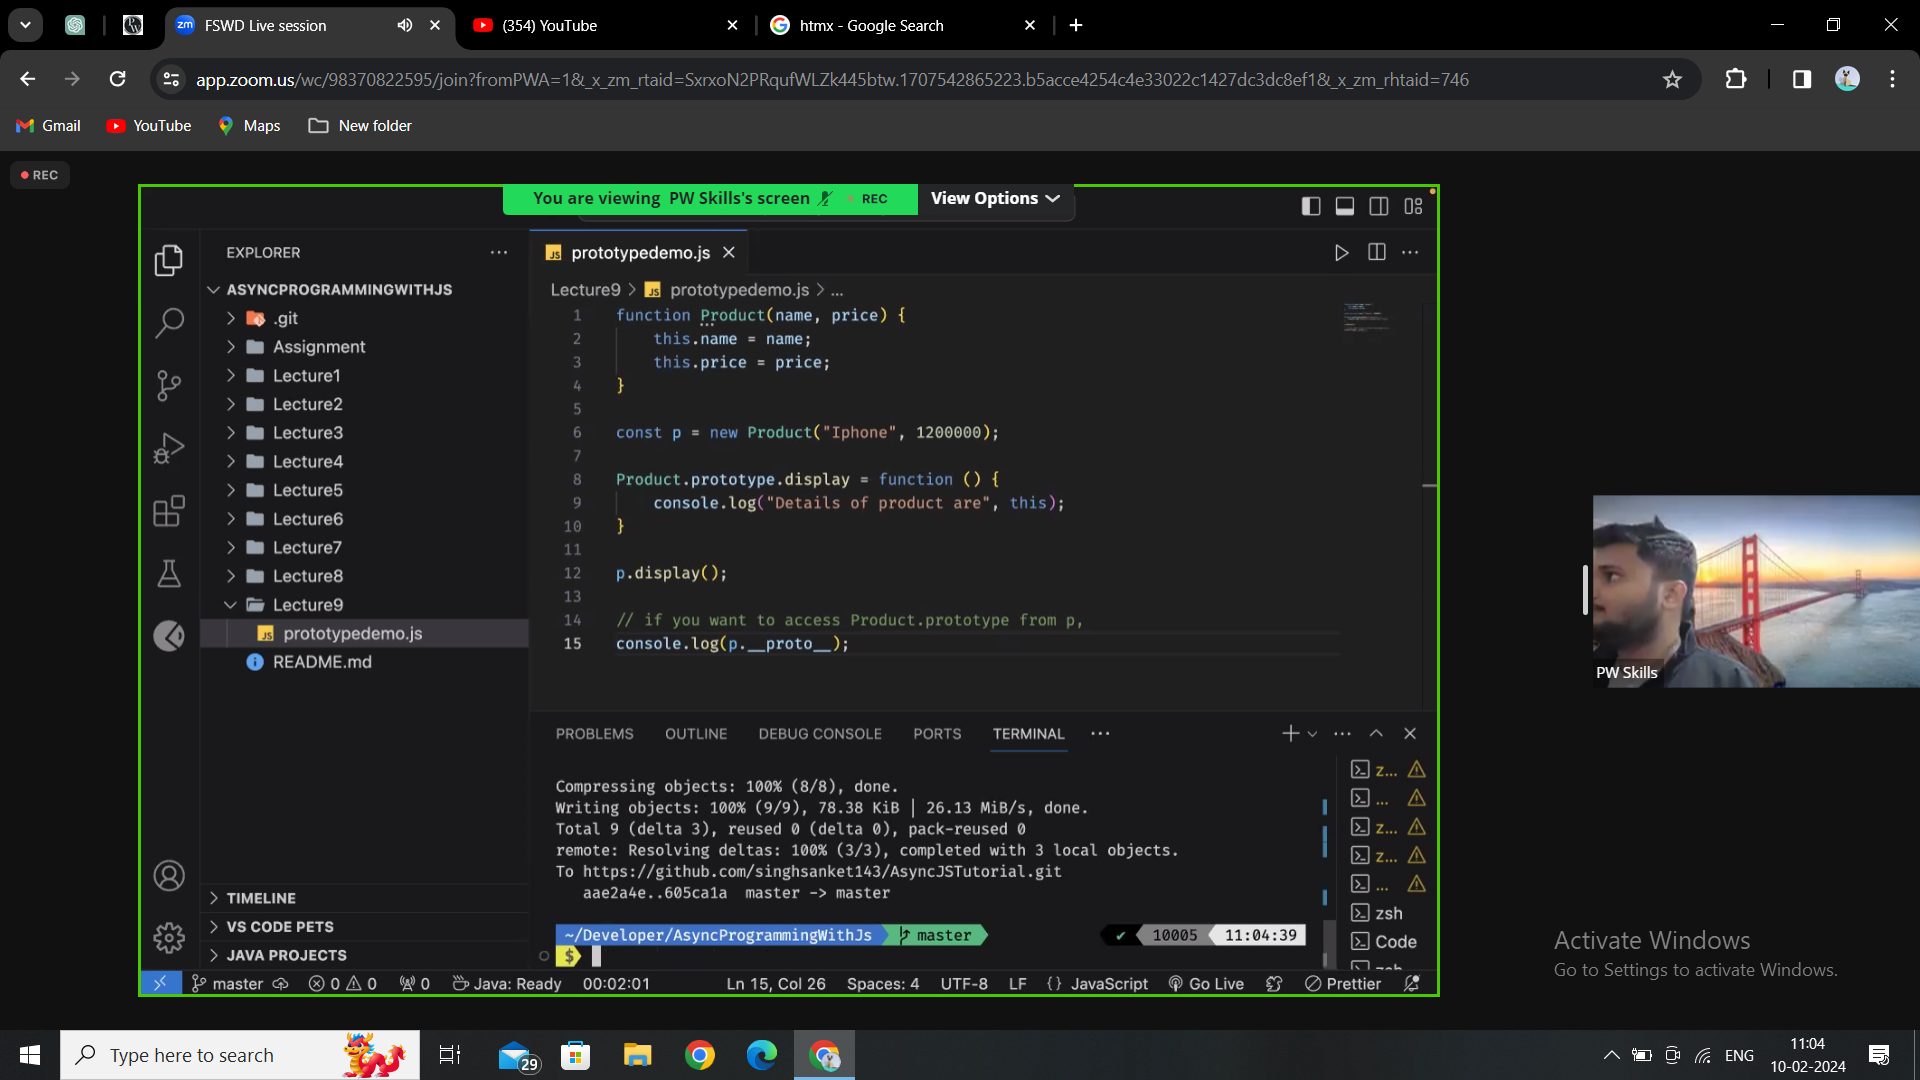 FSWD Live session
(354) YouTube
htmx - Google Search
app.zoom.us/wc/98370822595/join?fromPWA=1&_x_zm_rtaid=SxrxoN2PRqufWLZk445btw.1707542865223.b5acce4254c4e33022c1427dc3dc8ef1&_x_zm_rhtaid=746
Gmail
YouTube
Maps
New folder
REC
You are viewing PW Skills's screen
REC
View Options
EXPLORER
ASYNCPROGRAMMINGWITHJS
.git
Assignment
Lecture1
Lecture2
Lecture3
Lecture4
Lecture5
Lecture6
Lecture7
Lecture8
Lecture9
JS prototypedemo.js
README.md
TIMELINE
VS CODE PETS
JAVA PROJECTS
JS prototypedemo.js
Lecture9 > JS prototypedemo.js > ...
1 function Product(name, price) {
2 this.name = name;
3 this.price = price;
4 }
5
6 const p = new Product("Iphone", 1200000);
7
8 Product.prototype.display = function () {
9 console.log("Details of product are", this);
10 }
11
12 p.display();
13
14 // if you want to access Product.prototype from p,
15 console.log(p.__proto__);
PROBLEMS
OUTLINE
DEBUG CONSOLE
PORTS
TERMINAL
Compressing objects: 100% (8/8), done.
Writing objects: 100% (9/9), 78.38 KiB | 26.13 MiB/s, done.
Total 9 (delta 3), reused 0 (delta 0), pack-reused 0
remote: Resolving deltas: 100% (3/3), completed with 3 local objects.
To https://github.com/singhsanket143/AsyncJSTutorial.git
aae2a4e..605ca1a master -> master
~/Developer/AsyncProgrammingWithJs master
✔ 10005 11:04:39
$
z...
...
z...
z...
...
zsh
Code
master
0 0
0
Java: Ready
00:02:01
Ln 15, Col 26
Spaces: 4
UTF-8
LF
{} JavaScript
Go Live
Prettier
PW Skills
Activate Windows
Go to Settings to activate Windows.
Type here to search
29
ENG
11:04
10-02-2024